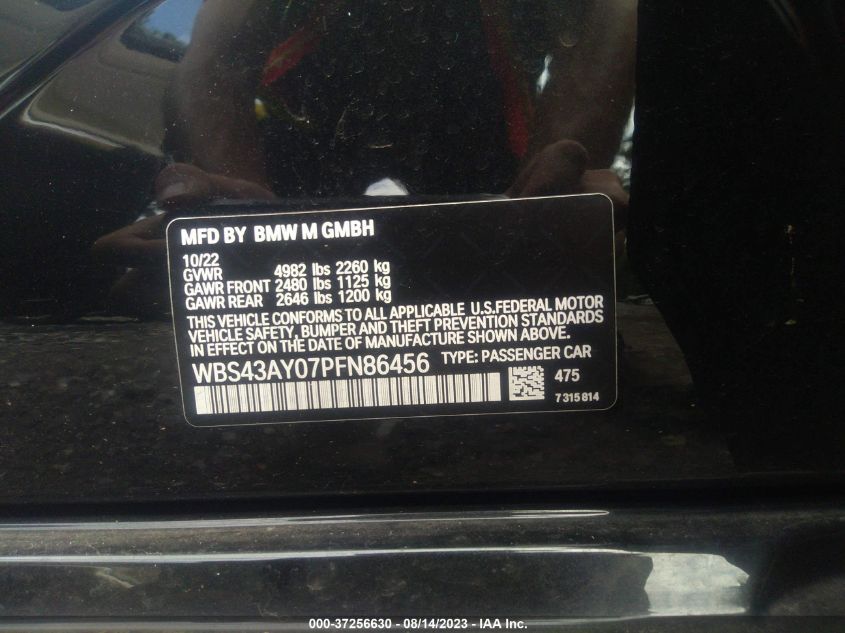 MFD BY BMW M GMBH
10/22
GVWR 4982 lbs 2260 kg
GAWR FRONT 2480 lbs 1125 kg
GAWR REAR 2646 lbs 1200 kg
THIS VEHICLE CONFORMS TO ALL APPLICABLE U.S.FEDERAL MOTOR
VEHICLE SAFETY, BUMPER AND THEFT PREVENTION STANDARDS
IN EFFECT ON THE DATE OF MANUFACTURE SHOWN ABOVE.
WBS43AY07PFN86456 TYPE: PASSENGER CAR
475
7 315 814
000-37256630 - 08/14/2023 - IAA Inc.